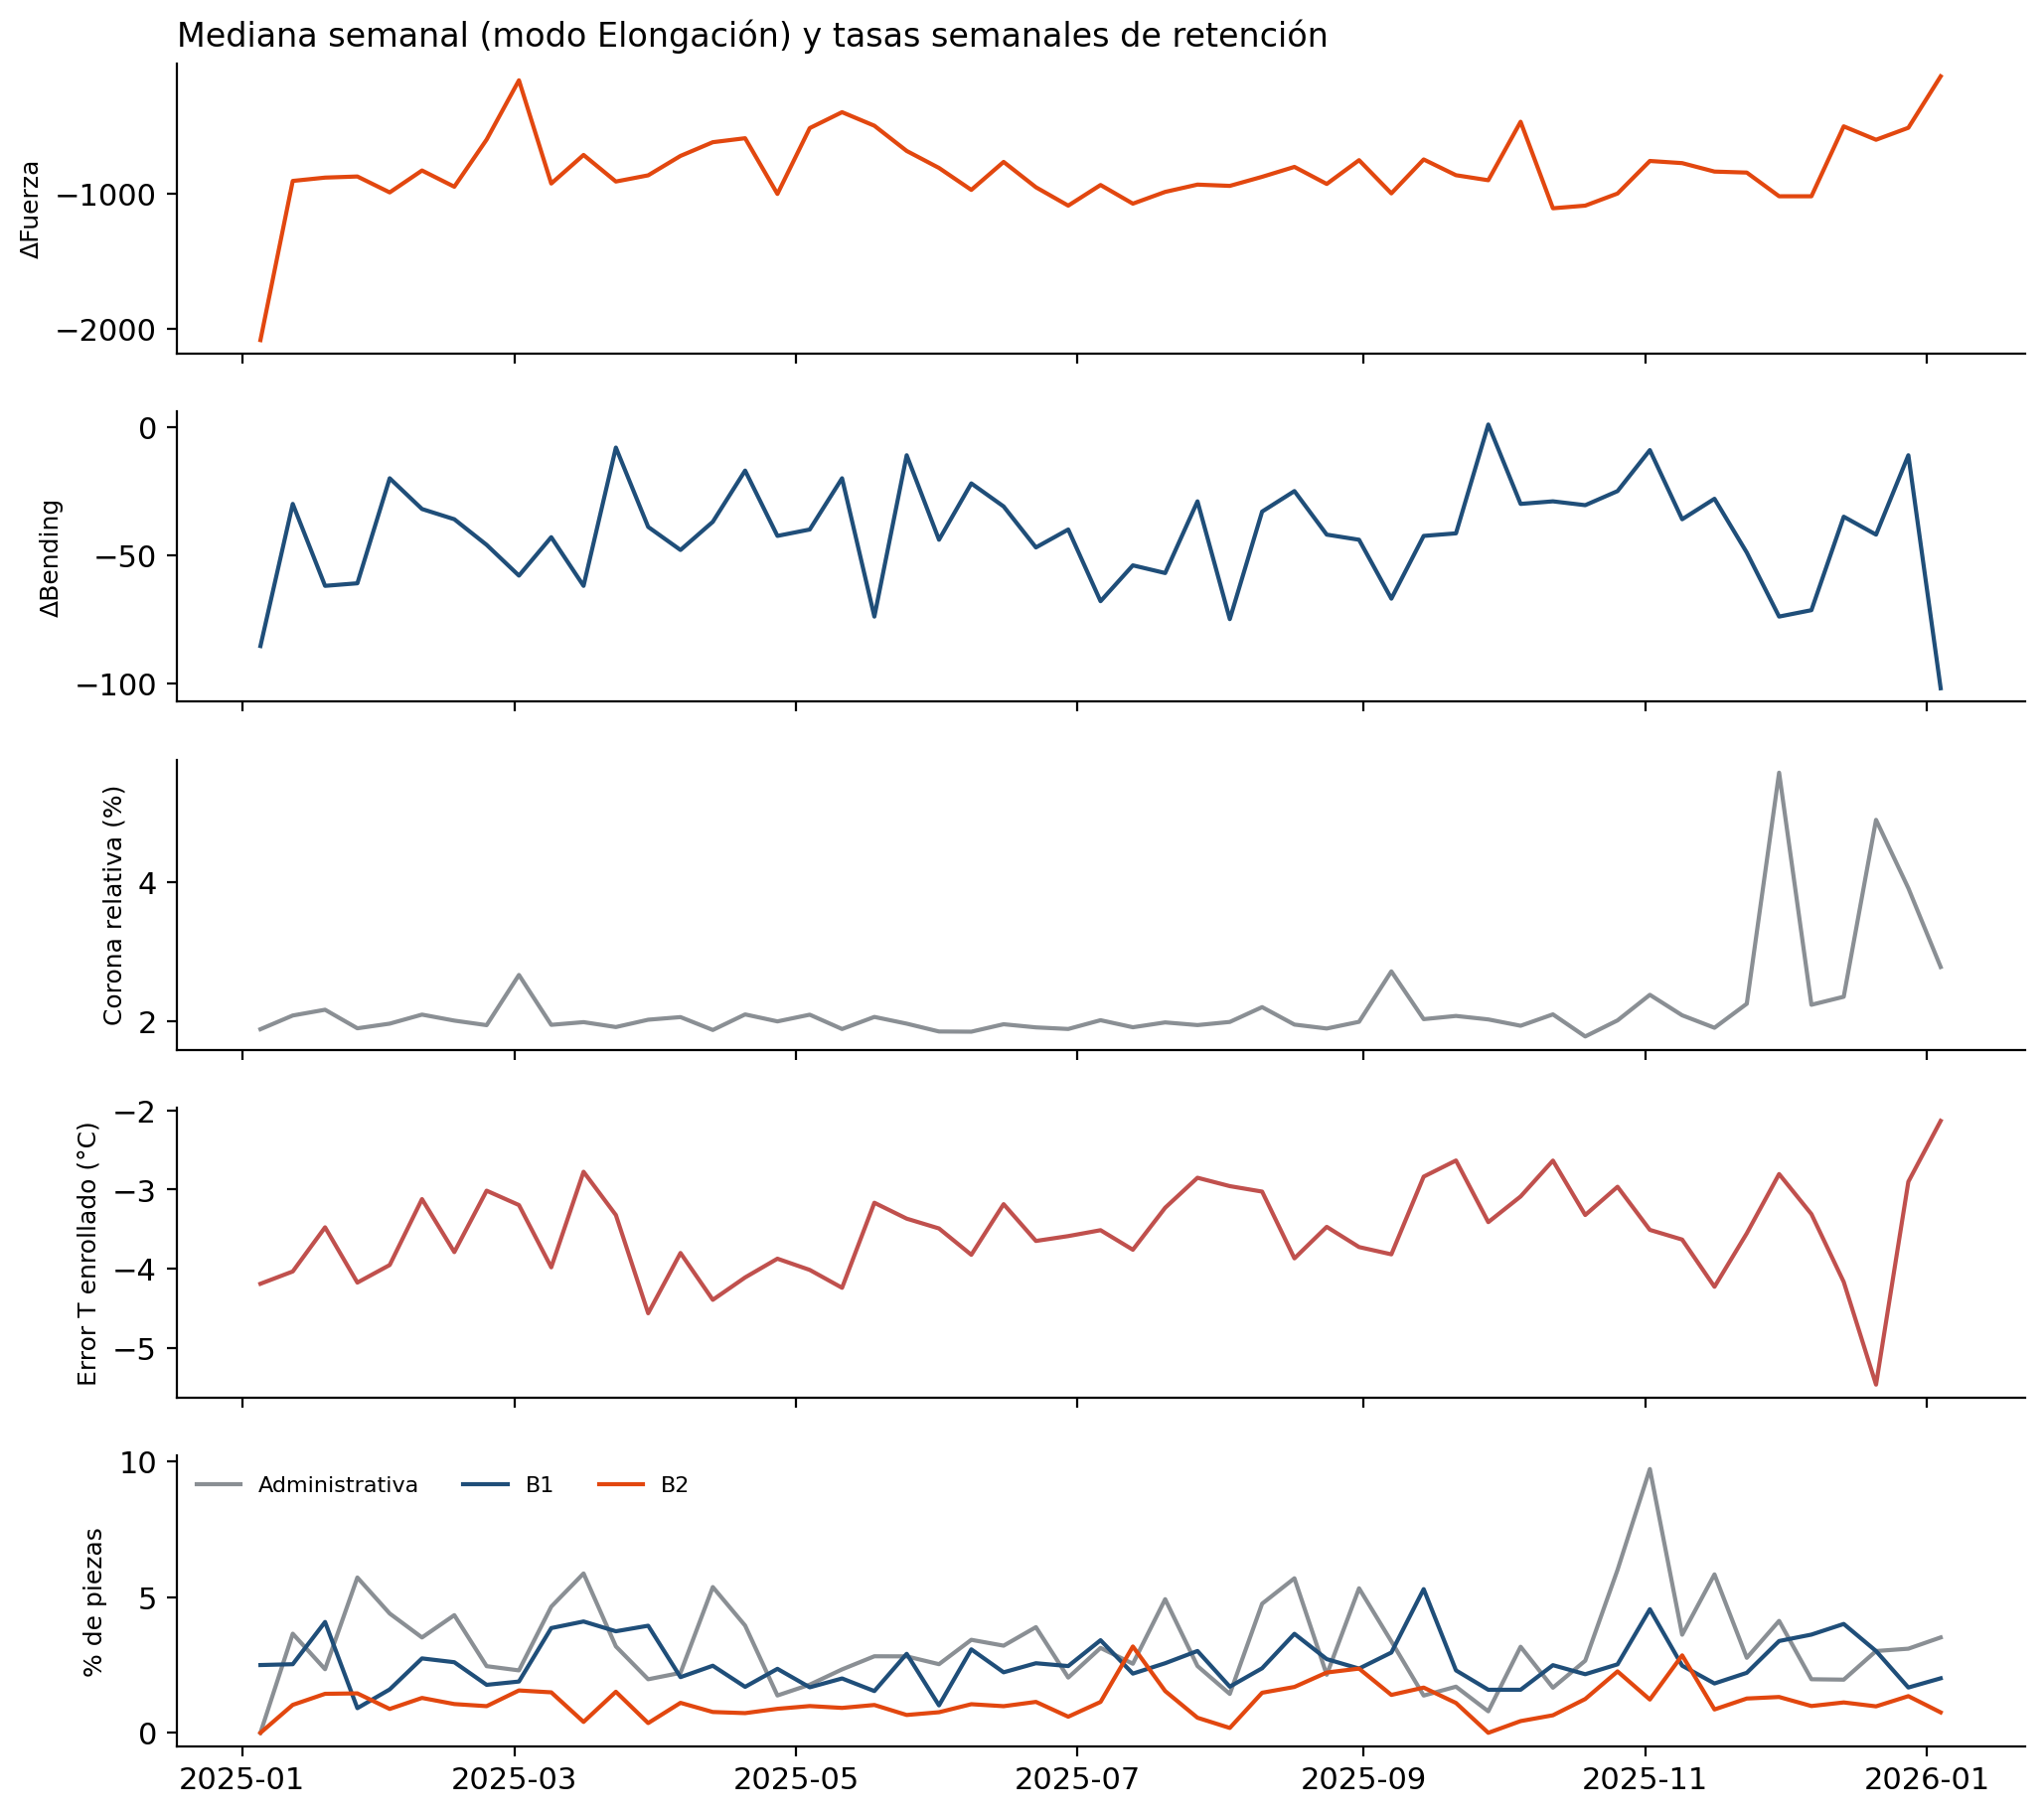 Mediana semanal (modo Elongación) y tasas semanales de retención
ΔFuerza
−1000
−2000
ΔBending
0
−50
−100
Corona relativa (%)
4
2
Error T enrollado (°C)
−2
−3
−4
−5
% de piezas
10
5
0
Administrativa B1 B2
2025-01 2025-03 2025-05 2025-07 2025-09 2025-11 2026-01